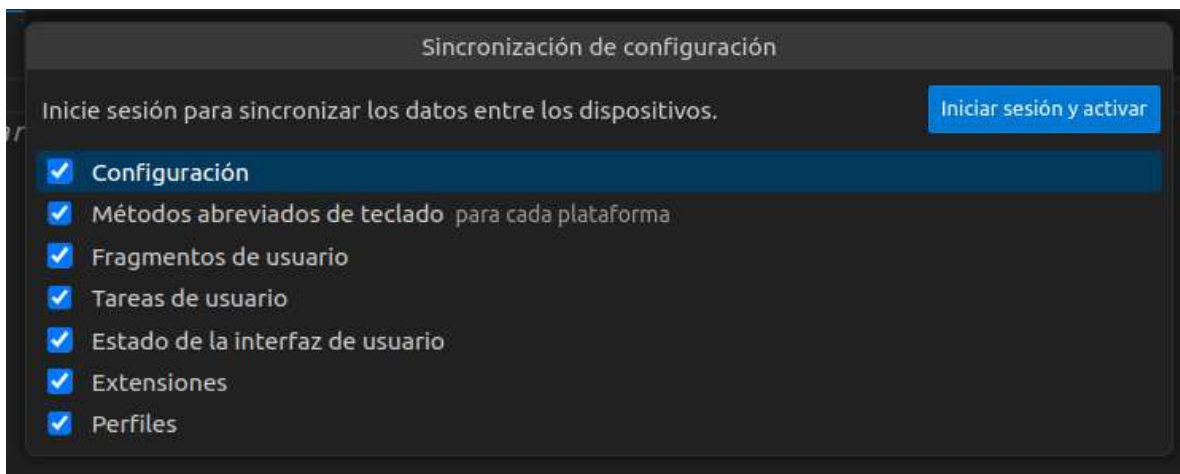 Sincronización de configuración
Inicie sesión para sincronizar los datos entre los dispositivos.
Iniciar sesión y activar
Configuración
Métodos abreviados de teclado para cada plataforma
Fragmentos de usuario
Tareas de usuario
Estado de la interfaz de usuario
Extensiones
Perfiles